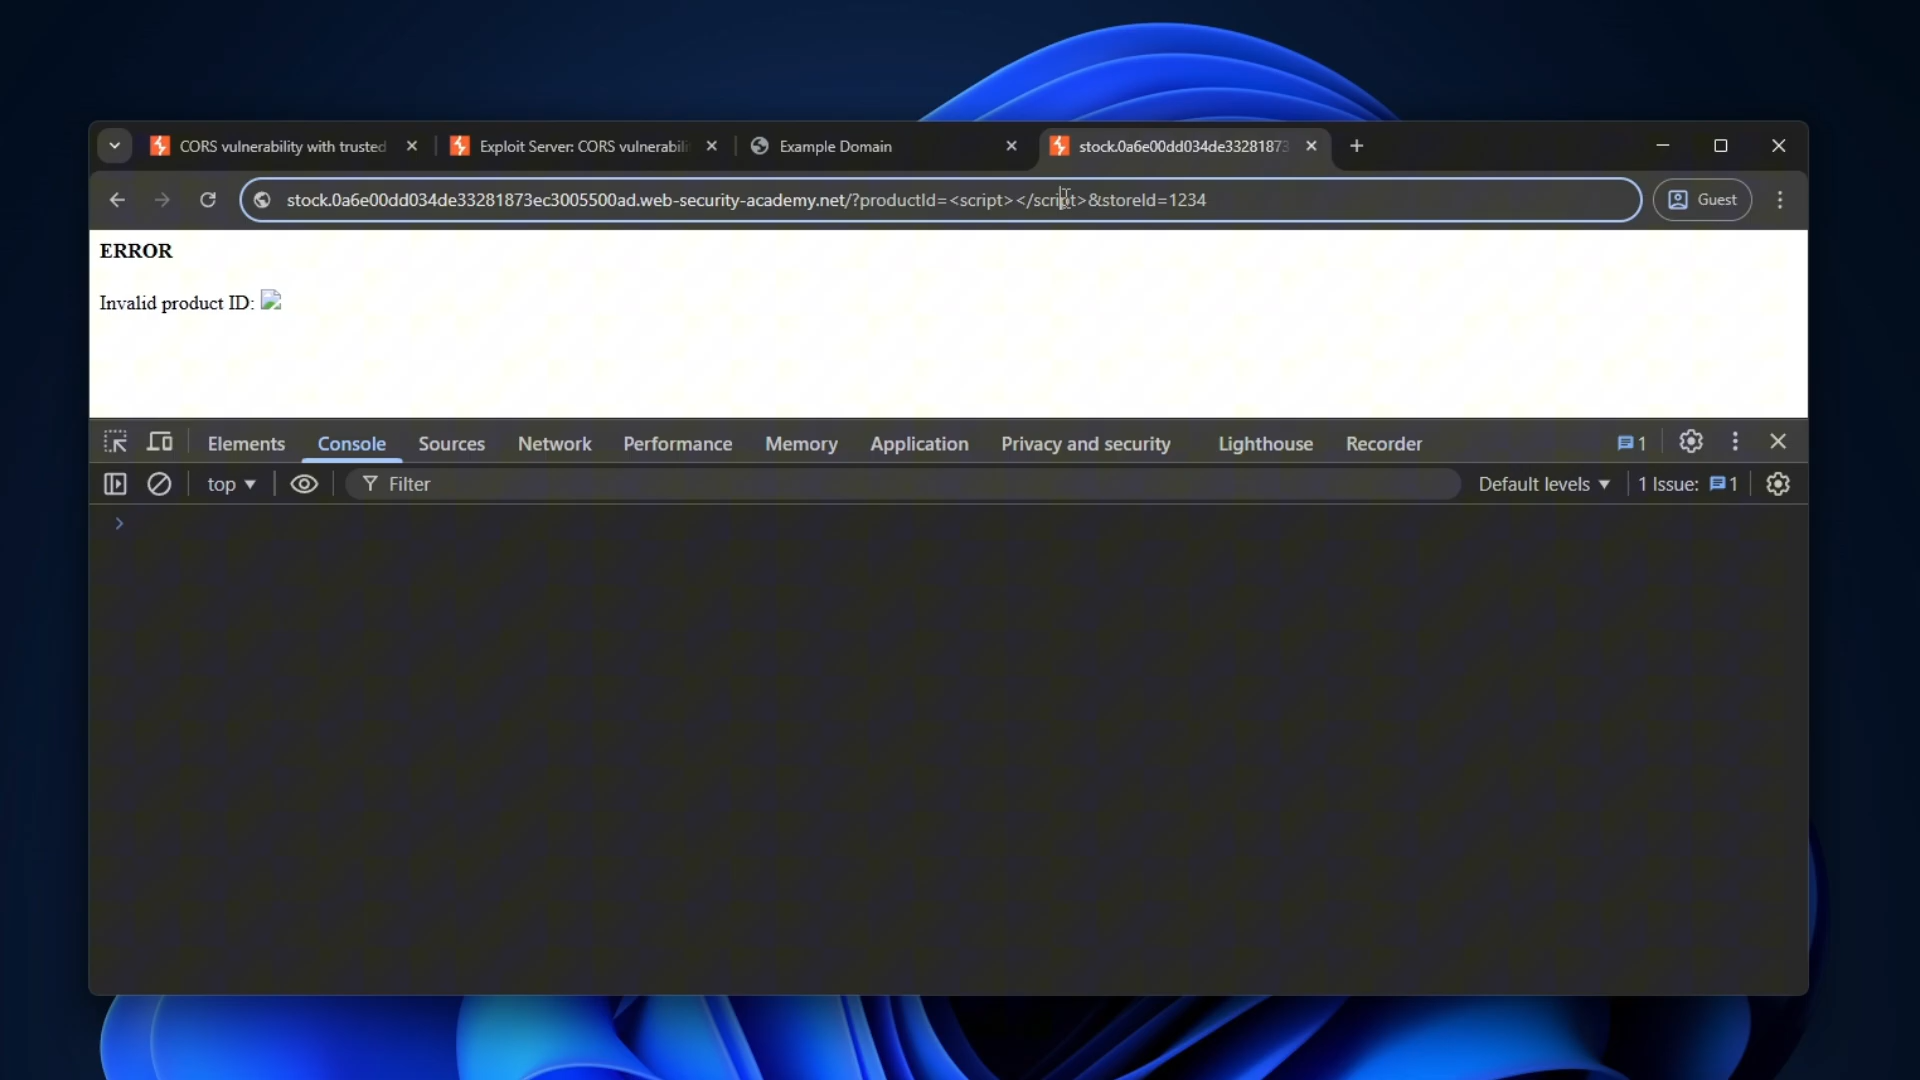 CORS vulnerability with trusted
Exploit Server: CORS vulnerabili
Example Domain
stock.0a6e00dd034de33281873
stock.0a6e00dd034de33281873ec3005500ad.web-security-academy.net/?productId=<script></script>&storeId=1234
Guest
ERROR
Invalid product ID:
Elements
Console
Sources
Network
Performance
Memory
Application
Privacy and security
Lighthouse
Recorder
1
top
Filter
Default levels
1 Issue:
1